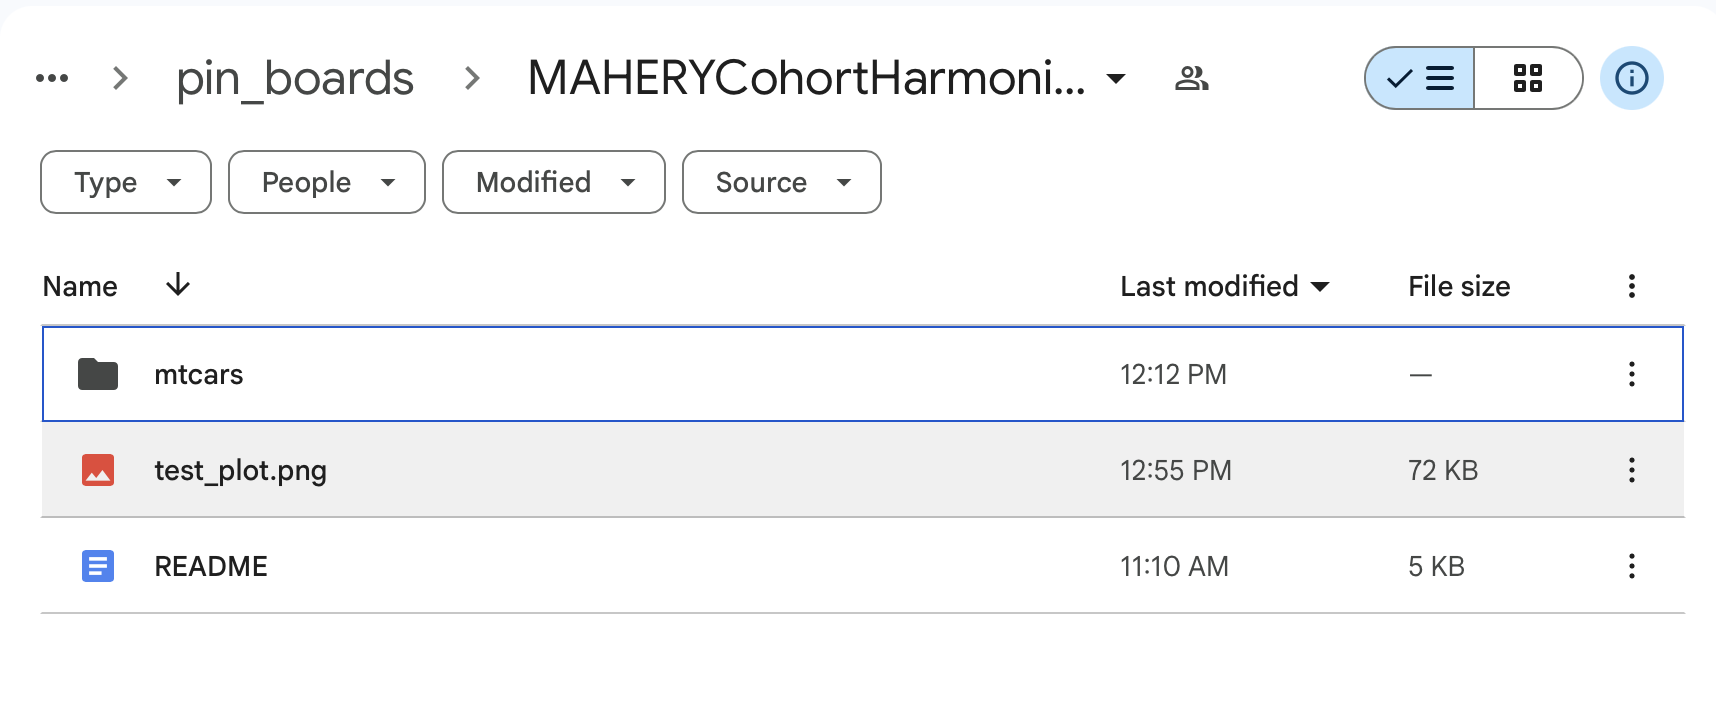 ... > pin_boards > MAHERYCohortHarmoni...
Type People Modified Source
Name Last modified File size
mtcars 12:12 PM —
test_plot.png 12:55 PM 72 KB
README 11:10 AM 5 KB